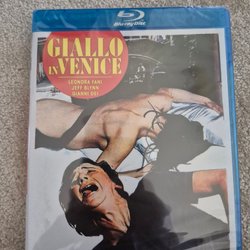 Blu-ray Disc
GIALLO
IN VENICE
LEONORA FANI
JEFF BLYNN
GIANNI DEI